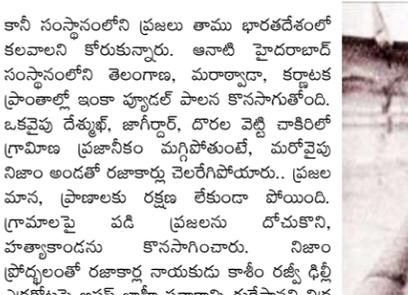 కానీ సంస్థానంలోని ప్రజలు తాము భారతదేశంలో
కలవాలని కోరుకున్నారు. ఆనాటి హైదరాబాద్
సంస్థానంలోని తెలంగాణ, మరాఠ్వాడా, కర్ణాటక
ప్రాంతాల్లో ఇంకా ఫ్యూడల్ పాలన కొనసాగుతోంది.
ఒకవైపు దేశ్ముఖ్, జాగీర్దార్, దొరల వెట్టి చాకిరిలో
గ్రామీణ ప్రజానీకం మగ్గిపోతుంటే, మరోవైపు
నిజాం అండతో రజాకార్లు చెలరేగిపోయారు.. ప్రజల
మాన, ప్రాణాలకు రక్షణ లేకుండా పోయింది.
గ్రామాలపై పడి ప్రజలను దోచుకొని,
హత్యాకాండను కొనసాగించారు. నిజాం
ప్రోద్బలంతో రజాకార్ల నాయకుడు కాశీం రజ్వీ ఢిల్లీ